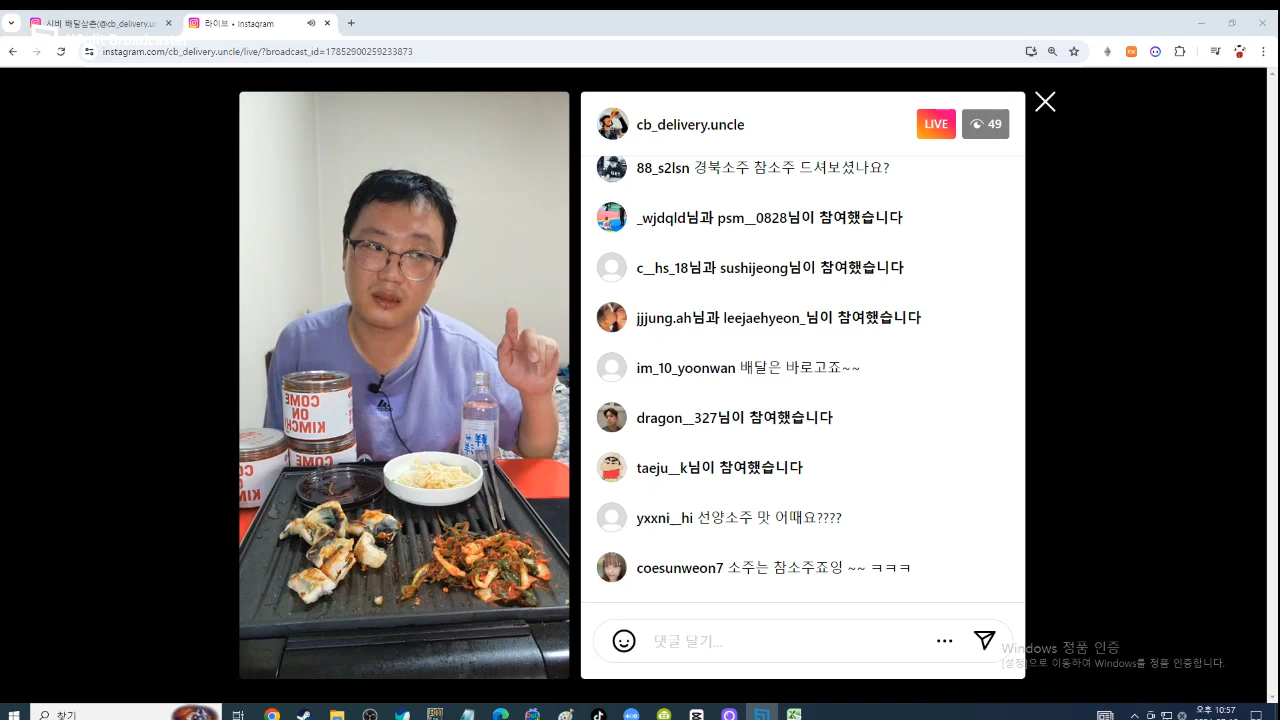 시바 배달삼촌(@cb_delivery.ur
라이브 • Instagram
instagram.com/cb_delivery.uncle/live/?broadcast_id=17852900259233873
cb_delivery.uncle
LIVE
49
88_s2lsn 경북소주 참소주 드셔보셨나요?
_wjdqld님과 psm__0828님이 참여했습니다
c__hs_18님과 sushijeong님이 참여했습니다
jjjung.ah님과 leejaehyeon_님이 참여했습니다
im_10_yoonwan 배달은 바로고죠~~
dragon__327님이 참여했습니다
taeju__k님이 참여했습니다
yxxni__hi 선양소주 맛 어때요????
coesunweon7 소주는 참소주죠잉 ~~ ㅋㅋㅋ
댓글 달기...
COME
ON
KIMCHI
COME
COME
ON
Windows 정품 인증
[설정]으로 이동하여 Windows를 정품 인증합니다.
찾기
오후 10:57